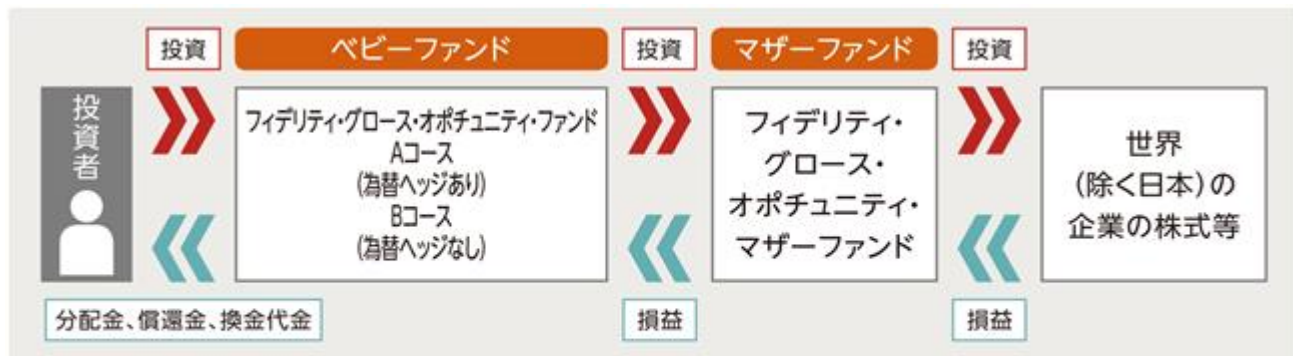 投資
ベビーファンド
投資
マザーファンド
投資
投資者
フィデリティ・グロース・オポチュニティ・ファンド
Aコース
(為替ヘッジあり)
Bコース
(為替ヘッジなし)
フィデリティ・
グロース・
オポチュニティ・
マザーファンド
世界
(除く日本)の
企業の株式等
分配金、償還金、換金代金
損益
損益